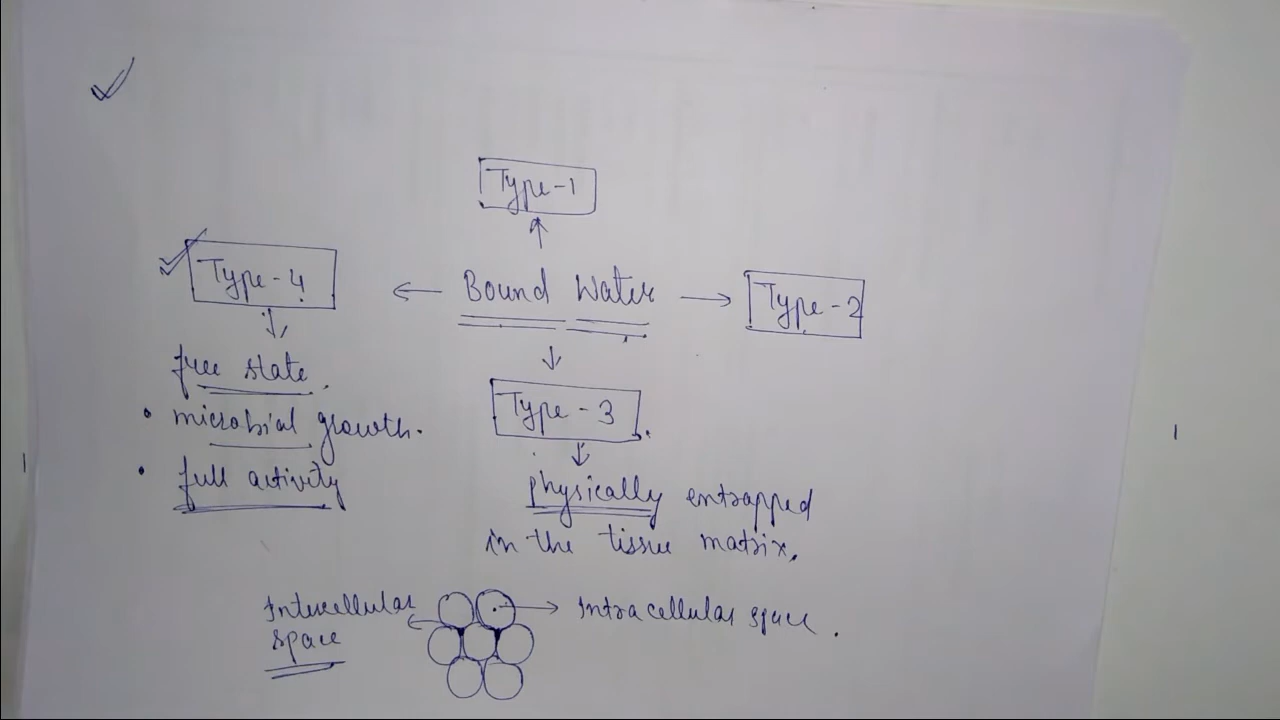 Type-1
Type-4
Bound Water
Type-2
free state.
• microbial growth.
• full activity
Type-3.
physically entrapped
in the tissue matrix.
Intercellular
space
Intracellular space.